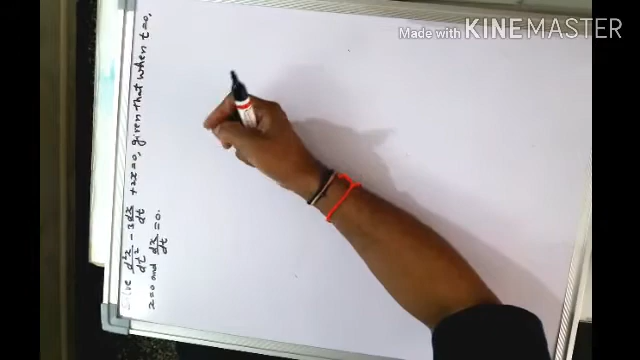 Made with KINEMASTER
Solve d²x/dt² - 3 dx/dt + 2x = 0, given that when t = 0,
x = 0 and dx/dt = 0.